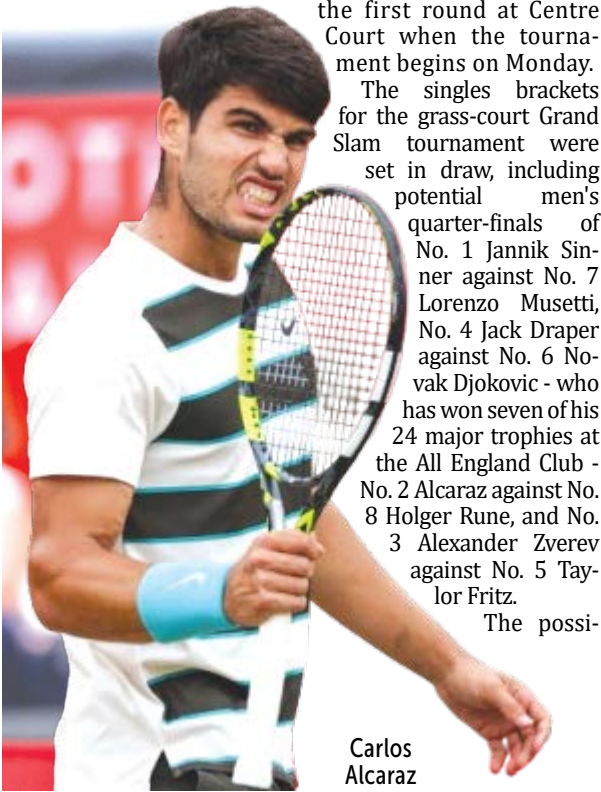 the first round at Centre
Court when the tourna-
ment begins on Monday.
The singles brackets
for the grass-court Grand
Slam tournament were
set in draw, including
potential men's
quarter-finals of
No. 1 Jannik Sin-
ner against No. 7
Lorenzo Musetti,
No. 4 Jack Draper
against No. 6 No-
vak Djokovic - who
has won seven of his
24 major trophies at
the All England Club -
No. 2 Alcaraz against No.
8 Holger Rune, and No.
3 Alexander Zverev
against No. 5 Tay-
lor Fritz.
The possi-
Carlos
Alcaraz